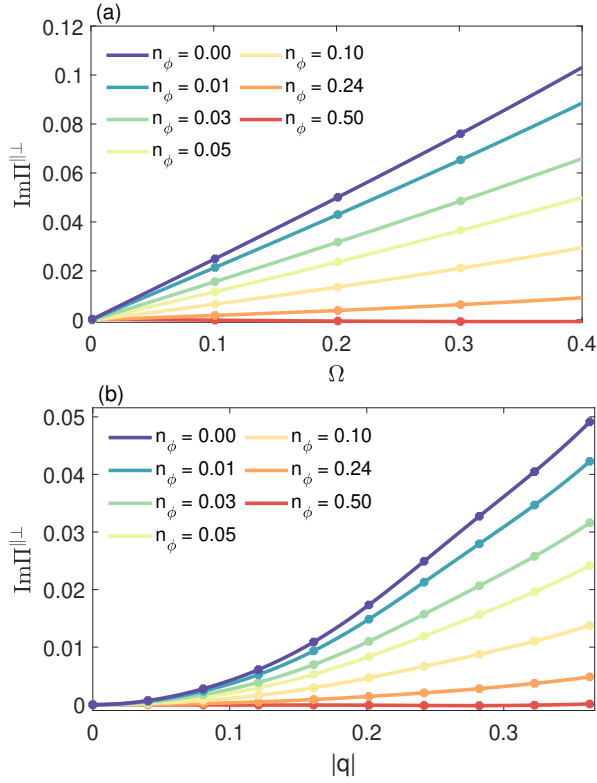 (a)
n_ϕ = 0.00 n_ϕ = 0.10
n_ϕ = 0.01 n_ϕ = 0.24
n_ϕ = 0.03 n_ϕ = 0.50
n_ϕ = 0.05
0.12
0.1
0.08
0.06
0.04
0.02
0
ImΠ^∥⊥
0 0.1 0.2 0.3 0.4
Ω
(b)
n_ϕ = 0.00 n_ϕ = 0.10
n_ϕ = 0.01 n_ϕ = 0.24
n_ϕ = 0.03 n_ϕ = 0.50
n_ϕ = 0.05
0.05
0.04
0.03
0.02
0.01
0
ImΠ^∥⊥
0 0.1 0.2 0.3
|q|